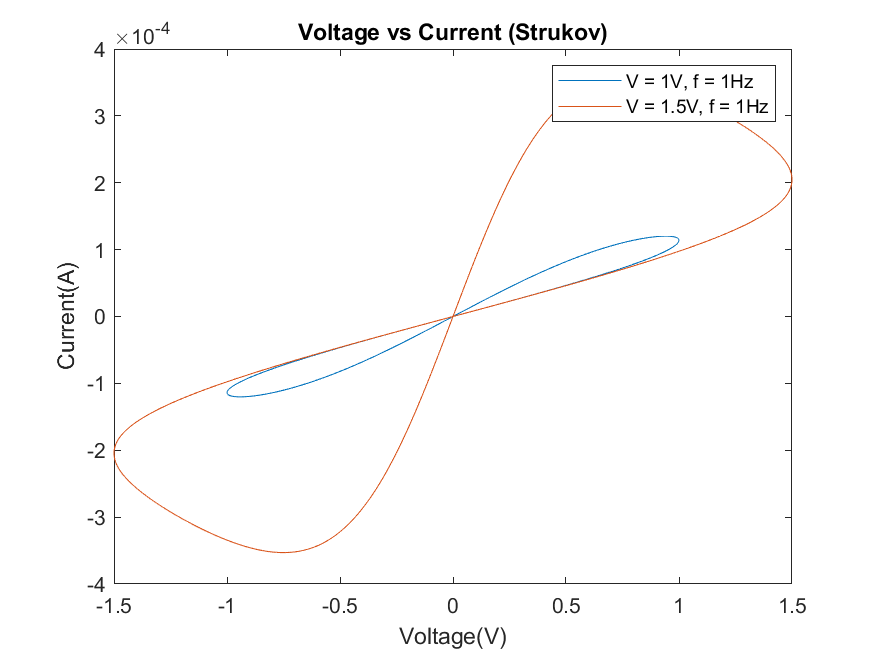 Voltage vs Current (Strukov)
×10-4
V = 1V, f = 1Hz
V = 1.5V, f = 1Hz
4
3
2
1
0
-1
-2
-3
-4
Current(A)
-1.5 -1 -0.5 0 0.5 1 1.5
Voltage(V)